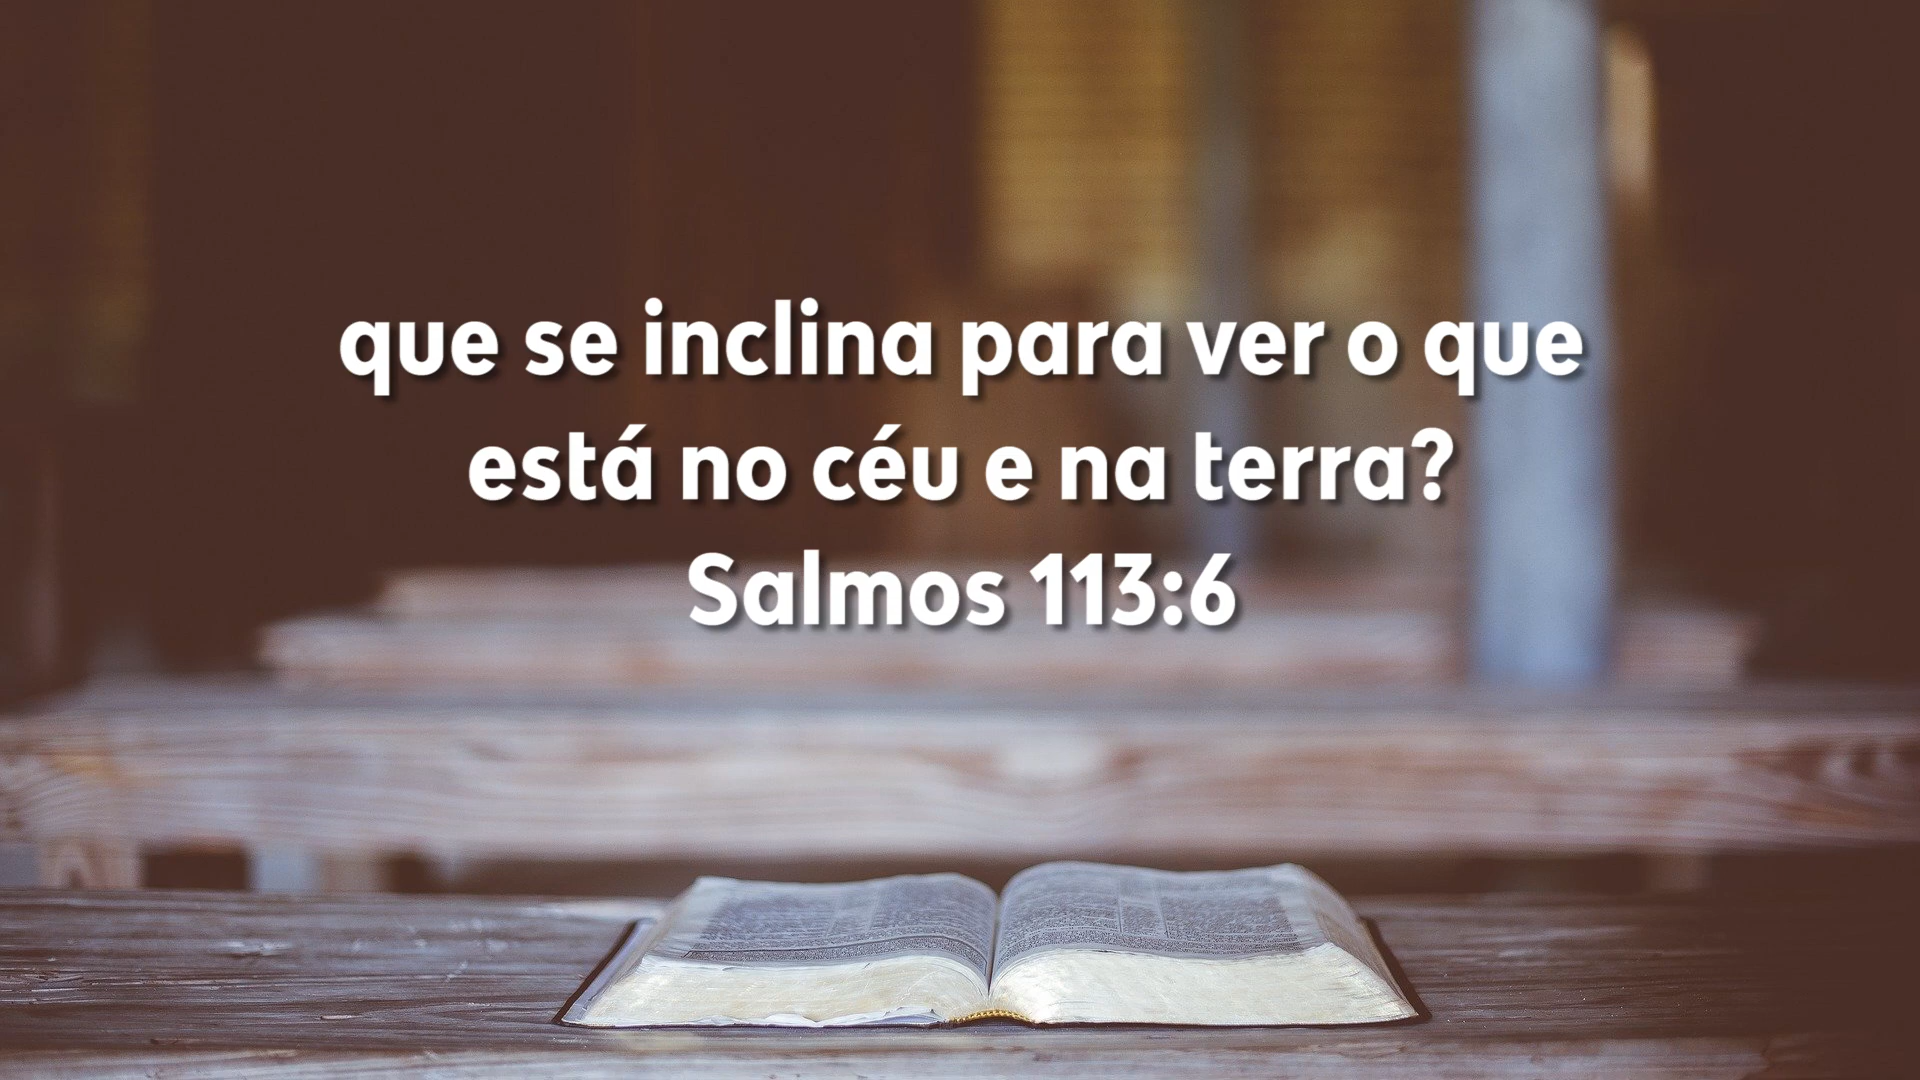 que se inclina para ver o que
está no céu e na terra?
Salmos 113:6